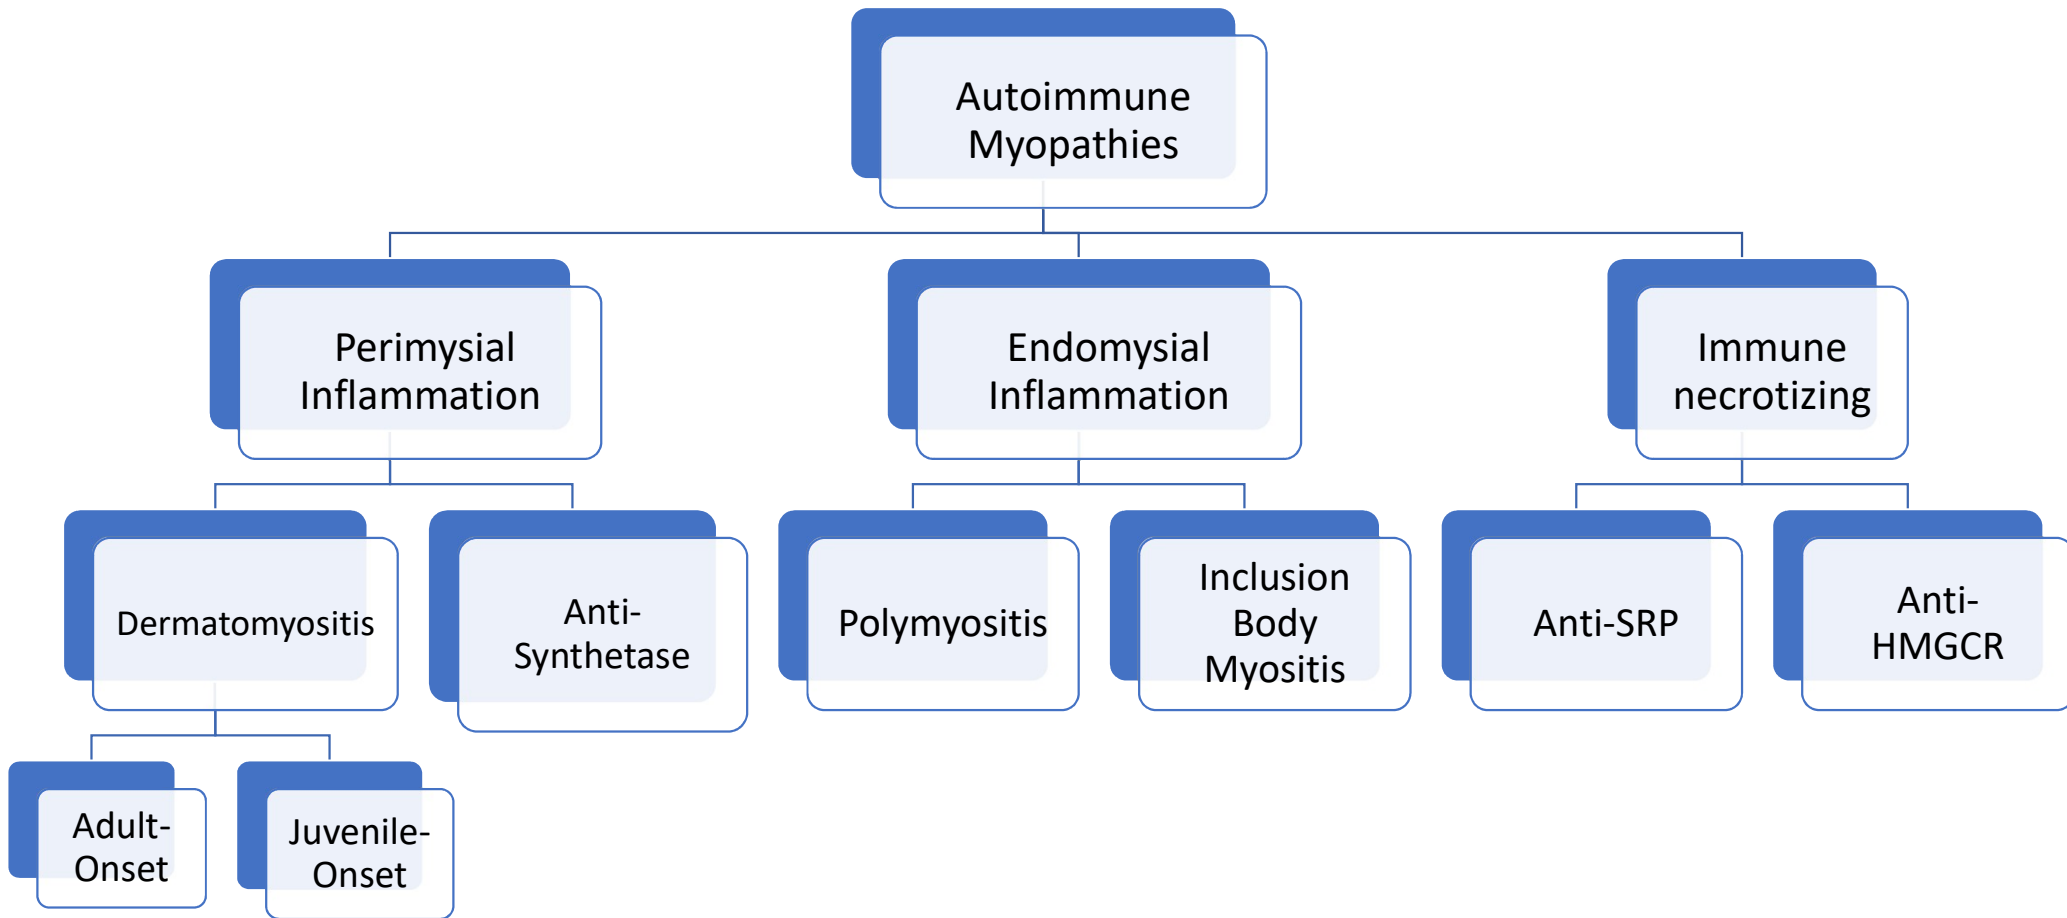 Autoimmune
Myopathies
Perimysial
Inflammation
Endomysial
Inflammation
Immune
necrotizing
Dermatomyositis
Anti-
Synthetase
Polymyositis
Inclusion
Body
Myositis
Anti-SRP
Anti-
HMGCR
Adult-
Onset
Juvenile-
Onset